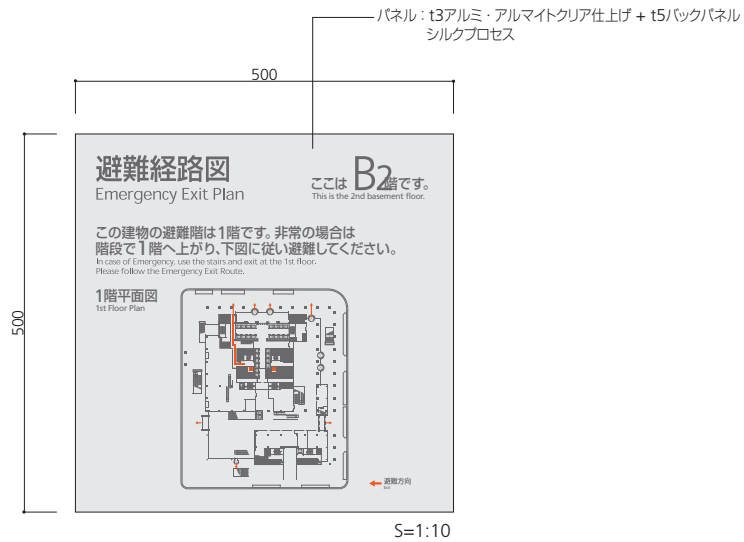 パネル：t3アルミ・アルマイトクリア仕上げ + t5バックパネル
シルクプロセス
500
500
避難経路図
Emergency Exit Plan
ここは B2階です。
This is the 2nd basement floor.
この建物の避難階は1階です。非常の場合は
階段で1階へ上がり、下図に従い避難してください。
In case of Emergency, use the stairs and exit at the 1st floor.
Please follow the Emergency Exit Route.
1階平面図
1st Floor Plan
避難方向
Exit
S=1:10